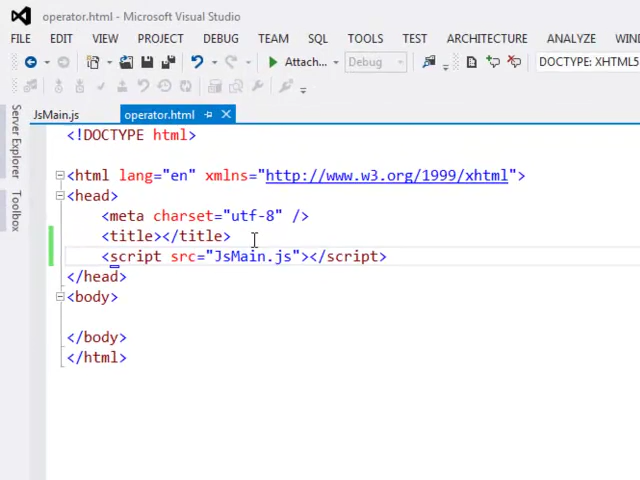 operator.html - Microsoft Visual Studio
FILE EDIT VIEW PROJECT DEBUG TEAM SQL TOOLS TEST ARCHITECTURE ANALYZE
Attach... Debug DOCTYPE: XHTML5
JsMain.js operator.html
Server Explorer
Toolbox
<!DOCTYPE html>
<html lang="en" xmlns="http://www.w3.org/1999/xhtml">
<head>
<meta charset="utf-8" />
<title></title>
<script src="JsMain.js"></script>
</head>
<body>
</body>
</html>